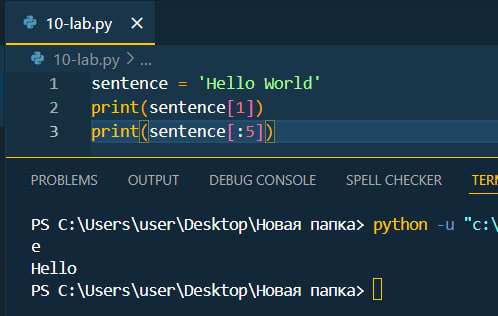 10-lab.py ×
10-lab.py > ...
1 sentence = 'Hello World'
2 print(sentence[1])
3 print(sentence[:5])
PROBLEMS OUTPUT DEBUG CONSOLE SPELL CHECKER TERM
PS C:\Users\user\Desktop\Новая папка> python -u "c:\
e
Hello
PS C:\Users\user\Desktop\Новая папка>